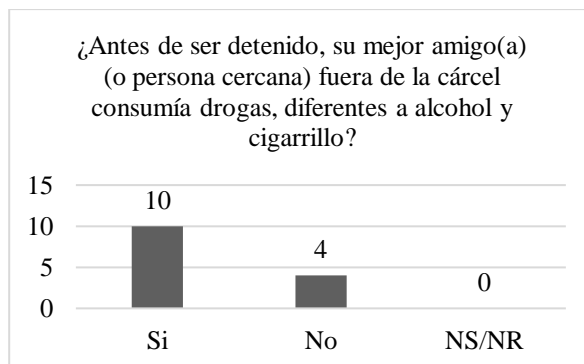 ¿Antes de ser detenido, su mejor amigo(a)
(o persona cercana) fuera de la cárcel
consumía drogas, diferentes a alcohol y
cigarrillo?
15
10
5
0
10
4
0
Si
No
NS/NR